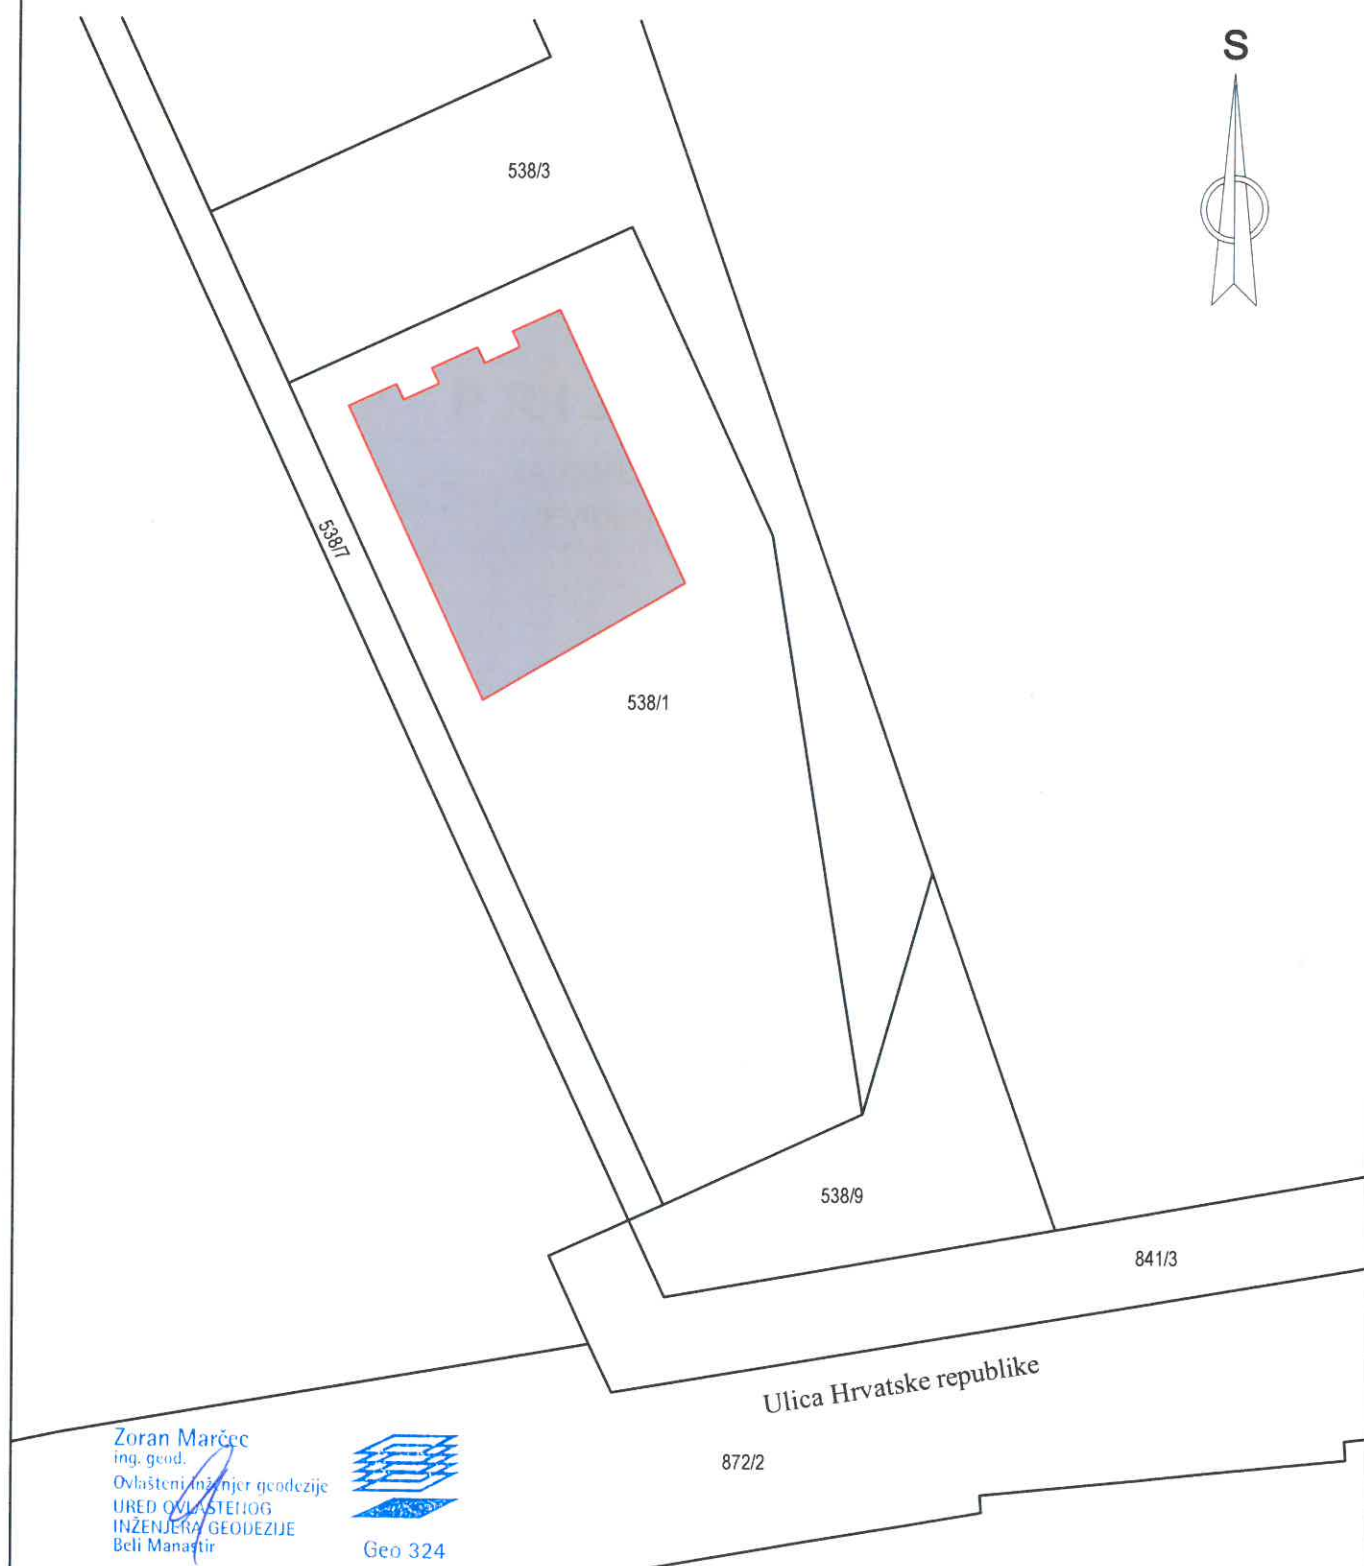 S
538/3
538/7
538/1
538/9
841/3
Ulica Hrvatske republike
872/2
Zoran Marčec
ing. geod.
Ovlašteni inženjer geodezije
URED OVLAŠTENOG
INŽENJERA GEODEZIJE
Beli Manastir
Geo 324